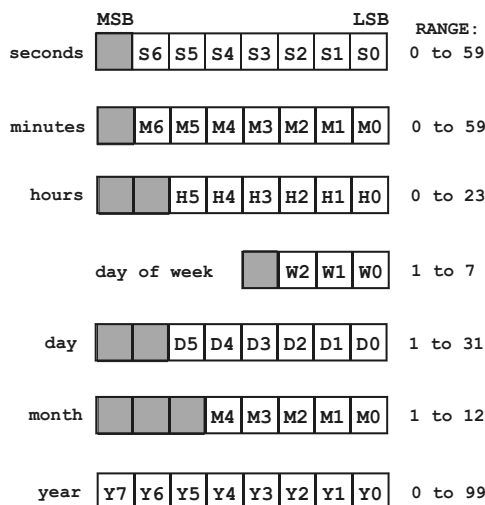 MSB LSB RANGE:
seconds S6 S5 S4 S3 S2 S1 S0 0 to 59
minutes M6 M5 M4 M3 M2 M1 M0 0 to 59
hours H5 H4 H3 H2 H1 H0 0 to 23
day of week W2 W1 W0 1 to 7
day D5 D4 D3 D2 D1 D0 1 to 31
month M4 M3 M2 M1 M0 1 to 12
year Y7 Y6 Y5 Y4 Y3 Y2 Y1 Y0 0 to 99